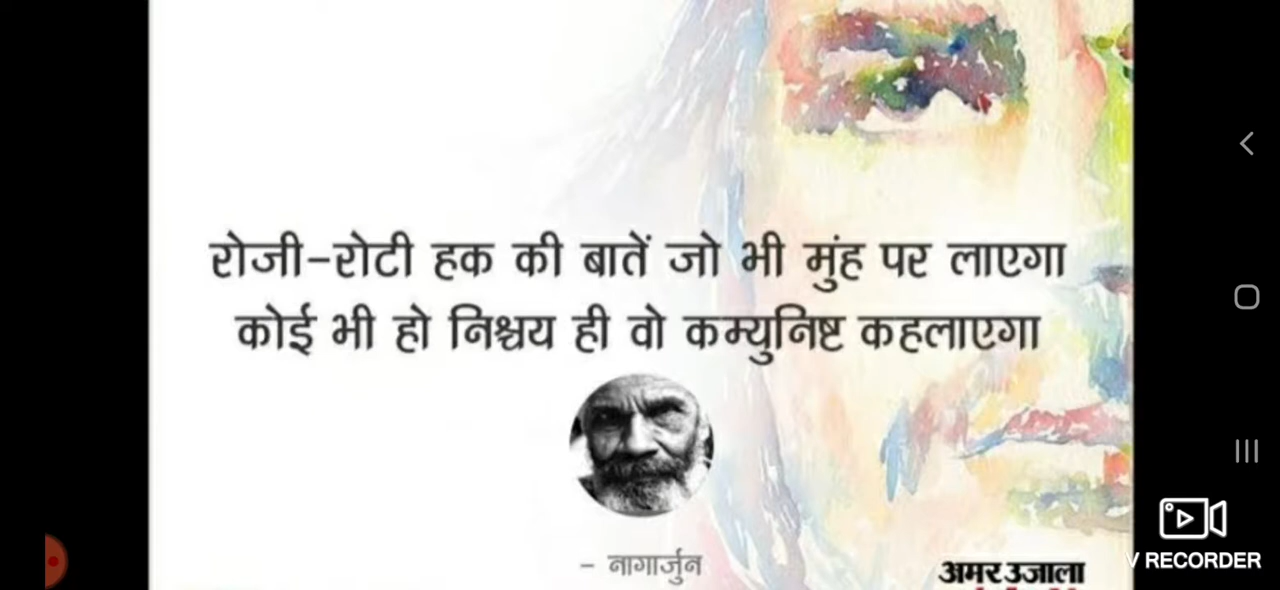 रोजी-रोटी हक की बातें जो भी मुंह पर लाएगा
कोई भी हो निश्चय ही वो कम्युनिष्ट कहलाएगा
- नागार्जुन
अमर उजाला
V RECORDER